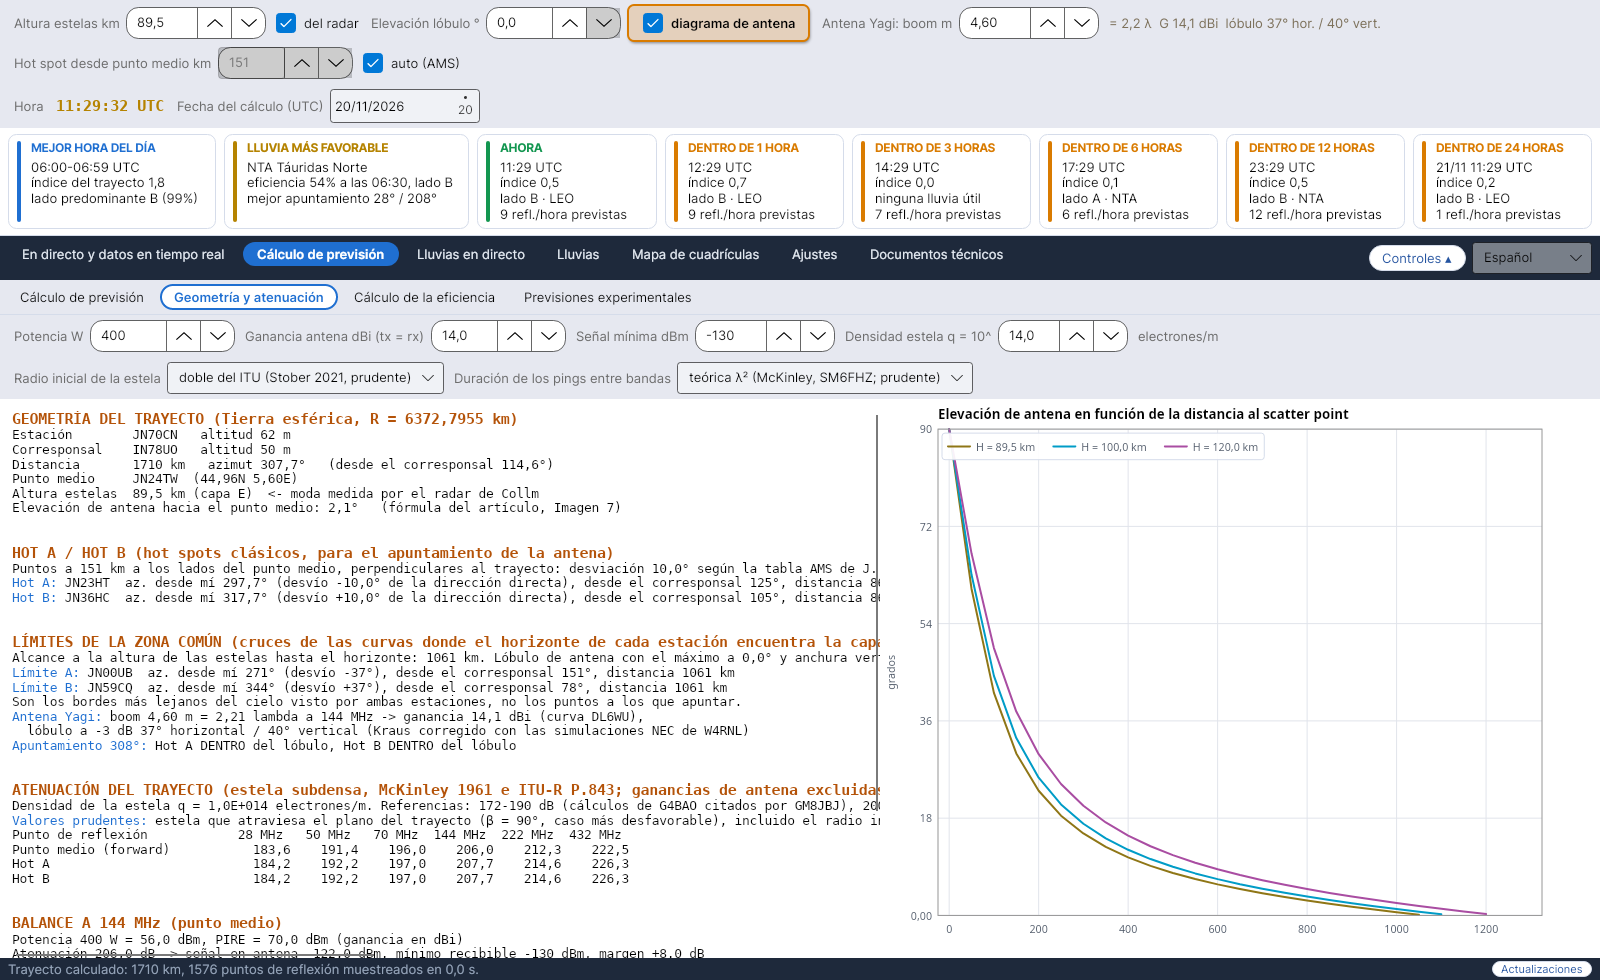 Altura estelas km 89,5 del radar Elevación lóbulo ° 0,0 diagrama de antena Antena Yagi: boom m 4,60 = 2,2 λ G 14,1 dBi lóbulo 37° hor. / 40° vert.
Hot spot desde punto medio km 151 auto (AMS)
Hora 11:29:32 UTC Fecha del cálculo (UTC) 20/11/2026 20
MEJOR HORA DEL DÍA
06:00-06:59 UTC
índice del trayecto 1,8
lado predominante B (99%)
LLUVIA MÁS FAVORABLE
NTA Táuridas Norte
eficiencia 54% a las 06:30, lado B
mejor apuntamiento 28° / 208°
AHORA
11:29 UTC
índice 0,5
lado B · LEO
9 refl./hora previstas
DENTRO DE 1 HORA
12:29 UTC
índice 0,7
lado B · LEO
9 refl./hora previstas
DENTRO DE 3 HORAS
14:29 UTC
índice 0,0
ninguna lluvia útil
7 refl./hora previstas
DENTRO DE 6 HORAS
17:29 UTC
índice 0,1
lado A · NTA
6 refl./hora previstas
DENTRO DE 12 HORAS
23:29 UTC
índice 0,5
lado B · NTA
12 refl./hora previstas
DENTRO DE 24 HORAS
21/11 11:29 UTC
índice 0,2
lado B · LEO
1 refl./hora previstas
En directo y datos en tiempo real Cálculo de previsión Lluvias en directo Lluvias Mapa de cuadrículas Ajustes Documentos técnicos Controles ▴ Español
Cálculo de previsión Geometría y atenuación Cálculo de la eficiencia Previsiones experimentales
Potencia W 400 Ganancia antena dBi (tx = rx) 14,0 Señal mínima dBm -130 Densidad estela q = 10^ 14,0 electrones/m
Radio inicial de la estela doble del ITU (Stober 2021, prudente) Duración de los pings entre bandas teórica λ² (McKinley, SM6FHZ; prudente)
GEOMETRÍA DEL TRAYECTO (Tierra esférica, R = 6372,7955 km)
Estación JN70CN altitud 62 m
Corresponsal IN78UO altitud 50 m
Distancia 1710 km azimut 307,7° (desde el corresponsal 114,6°)
Punto medio JN24TW (44,96N 5,60E)
Altura estelas 89,5 km (capa E) <- moda medida por el radar de Collm
Elevación de antena hacia el punto medio: 2,1° (fórmula del artículo, Imagen 7)
HOT A / HOT B (hot spots clásicos, para el apuntamiento de la antena)
Puntos a 151 km a los lados del punto medio, perpendiculares al trayecto: desviación 10,0° según la tabla AMS de J.
Hot A: JN23HT az. desde mí 297,7° (desvío -10,0° de la dirección directa), desde el corresponsal 125°, distancia 8
Hot B: JN36HC az. desde mí 317,7° (desvío +10,0° de la dirección directa), desde el corresponsal 105°, distancia 8
LÍMITES DE LA ZONA COMÚN (cruces de las curvas donde el horizonte de cada estación encuentra la capa
Alcance a la altura de las estelas hasta el horizonte: 1061 km. Lóbulo de antena con el máximo a 0,0° y anchura ver
Límite A: JN00UB az. desde mí 271° (desvío -37°), desde el corresponsal 151°, distancia 1061 km
Límite B: JN59CQ az. desde mí 344° (desvío +37°), desde el corresponsal 78°, distancia 1061 km
Son los bordes más lejanos del cielo visto por ambas estaciones, no los puntos a los que apuntar.
Antena Yagi: boom 4,60 m = 2,21 lambda a 144 MHz -> ganancia 14,1 dBi (curva DL6WU),
lóbulo a -3 dB 37° horizontal / 40° vertical (Kraus corregido con las simulaciones NEC de W4RNL)
Apuntamiento 308°: Hot A DENTRO del lóbulo, Hot B DENTRO del lóbulo
ATENUACIÓN DEL TRAYECTO (estela subdensa, McKinley 1961 e ITU-R P.843; ganancias de antena excluidas
Densidad de la estela q = 1,0E+014 electrones/m. Referencias: 172-190 dB (cálculos de G4BAO citados por GM8JBJ), 20
Valores prudentes: estela que atraviesa el plano del trayecto (β = 90°, caso más desfavorable), incluido el radio i
Punto de reflexión 28 MHz 50 MHz 70 MHz 144 MHz 222 MHz 432 MHz
Punto medio (forward) 183,6 191,4 196,0 206,0 212,3 222,5
Hot A 184,2 192,2 197,0 207,7 214,6 226,3
Hot B 184,2 192,2 197,0 207,7 214,6 226,3
BALANCE A 144 MHz (punto medio)
Potencia 400 W = 56,0 dBm, PIRE = 70,0 dBm (ganancia en dBi)
Atenuación 206,0 dB -> señal en antena -122,0 dBm, mínimo recibible -130 dBm, margen +8,0 dB
Elevación de antena en función de la distancia al scatter point
H = 89,5 km H = 100,0 km H = 120,0 km
90
72
54
36
18
0,00
grados
0 200 400 600 800 1000 1200
Trayecto calculado: 1710 km, 1576 puntos de reflexión muestreados en 0,0 s. Actualizaciones